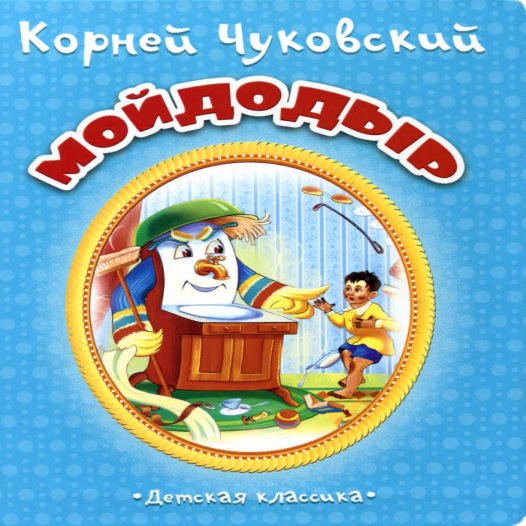 Корней Чуковский
МОЙДОДЫР
•Детская классика•